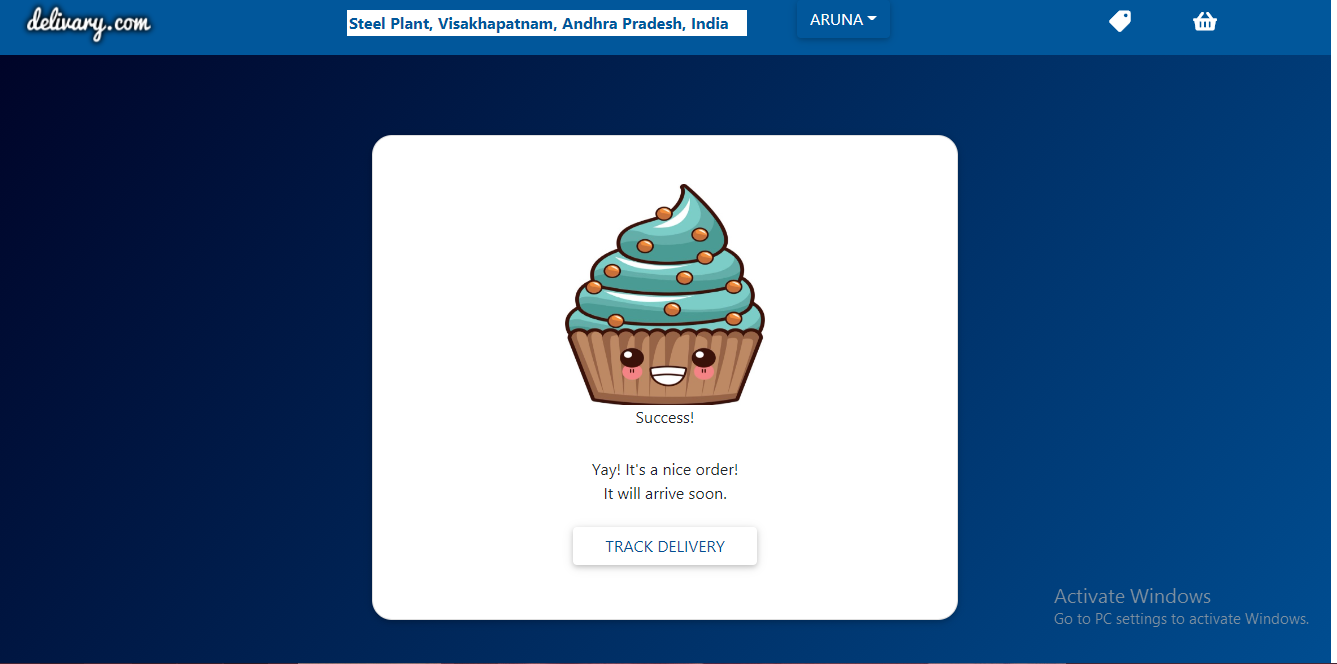 delivary.com
Steel Plant, Visakhapatnam, Andhra Pradesh, India
ARUNA
Success!
Yay! It's a nice order!
It will arrive soon.
TRACK DELIVERY
Activate Windows
Go to PC settings to activate Windows.